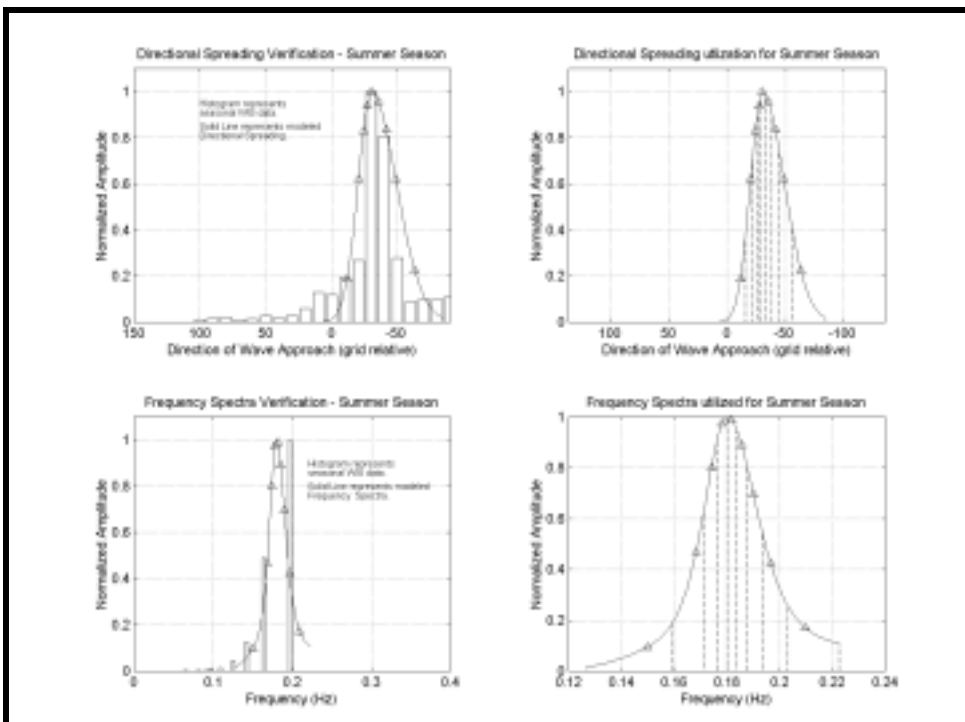 Directional Spreading Verification - Summer Season
Normalized Amplitude
1
0.8
0.6
0.4
0.2
0
Histogram represents
seasonal WIS data.
Solid Line represents modeled
Directional Spreading.
150
100
50
0
-50
Direction of Wave Approach (grid relative)
Directional Spreading utilization for Summer Season
Normalized Amplitude
1
0.8
0.6
0.4
0.2
0
100
50
0
-50
-100
Direction of Wave Approach (grid relative)
Frequency Spectra Verification - Summer Season
Normalized Amplitude
1
0.8
0.6
0.4
0.2
0
Histogram represents
seasonal WIS data.
Solid Line represents modeled
Frequency Spectra.
0
0.1
0.2
0.3
0.4
Frequency (Hz)
Frequency Spectra utilized for Summer Season
Normalized Amplitude
1
0.8
0.6
0.4
0.2
0
0.12
0.14
0.16
0.18
0.2
0.22
0.24
Frequency (Hz)